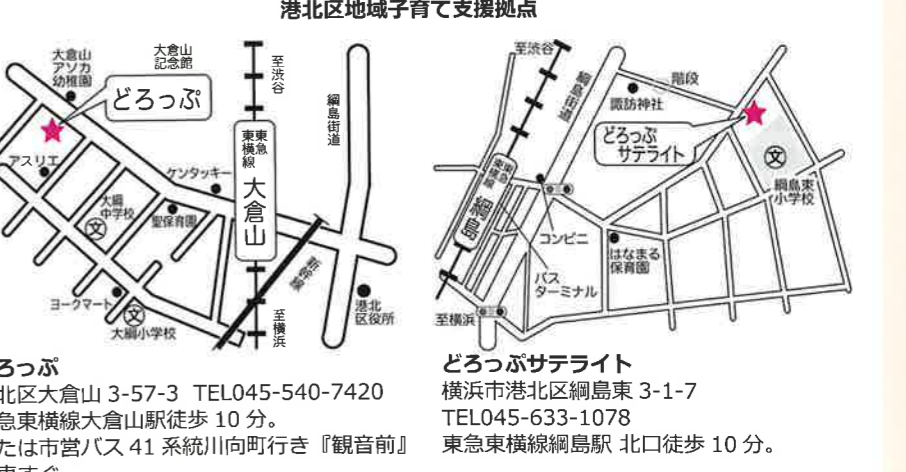 港北区地域子育て支援拠点
大倉山
アソカ
幼稚園
大倉山
記念館
至渋谷
綱島街道
どろっぷ
アスリエ
ケンタッキー
東急
東横線
大倉山
大綱
中学校
文
聖保育園
新幹線
ヨークマート
文
大綱小学校
至横浜
港北
区役所
至渋谷
綱島街道
階段
諏訪神社
どろっぷ
サテライト
文
綱島東
小学校
東急
東横線
綱島
コンビニ
はなまる
保育園
バス
ターミナル
至横浜
ろっぷ
北区大倉山 3-57-3 TEL045-540-7420
急東横線大倉山駅徒歩 10 分。
たは市営バス 41 系統川向町行き『観音前』
車すぐ
どろっぷサテライト
横浜市港北区綱島東 3-1-7
TEL045-633-1078
東急東横線綱島駅 北口徒歩 10 分。